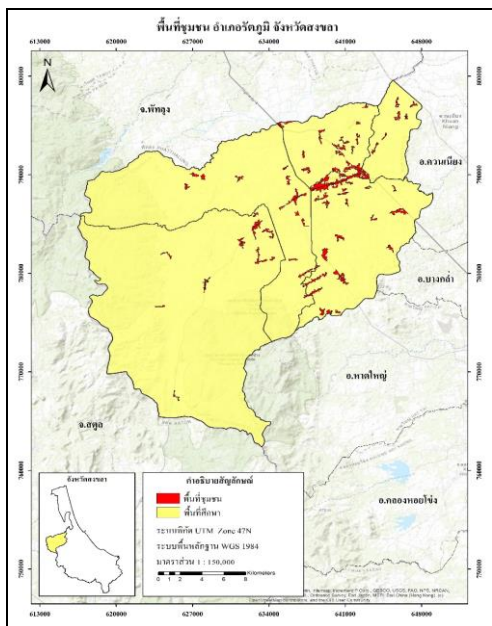 พื้นที่ชุมชน อำเภอรัตภูมิ จังหวัดสงขลา
613000 620000 627000 634000 641000 648000
N
จ.พัทลุง
อ.ควนเนียง
อ.บางกล่ำ
อ.หาดใหญ่
จ.สตูล
อ.คลองหอยโข่ง
จังหวัดสงขลา
คำอธิบายสัญลักษณ์
พื้นที่ชุมชน
พื้นที่ศึกษา
ระบบพิกัด UTM Zone 47N
ระบบพื้นหลักฐาน WGS 1984
มาตราส่วน 1 : 150,000
0 1 2 4 6 8 Kilometers
613000 620000 627000 634000 641000 648000